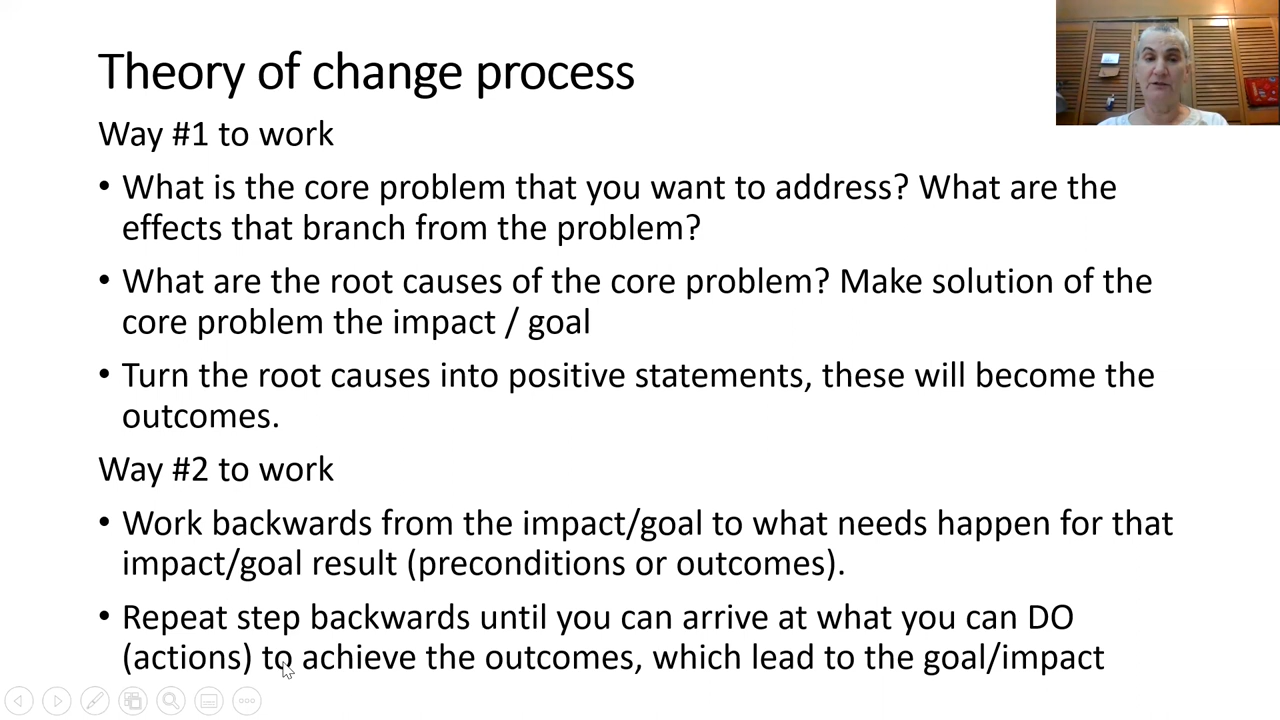 Theory of change process
Way #1 to work
• What is the core problem that you want to address? What are the
effects that branch from the problem?
• What are the root causes of the core problem? Make solution of the
core problem the impact / goal
• Turn the root causes into positive statements, these will become the
outcomes.
Way #2 to work
• Work backwards from the impact/goal to what needs happen for that
impact/goal result (preconditions or outcomes).
• Repeat step backwards until you can arrive at what you can DO
(actions) to achieve the outcomes, which lead to the goal/impact